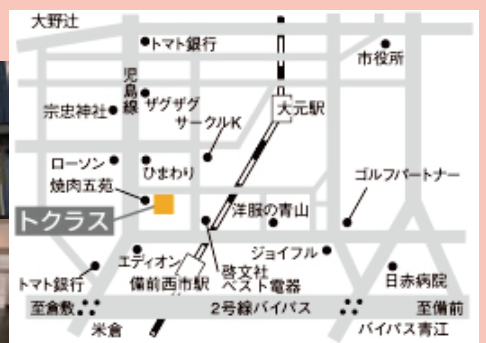 大野辻
トマト銀行
市役所
児島線
宗忠神社
ザグザグ
大元駅
サークルK
ローソン
ひまわり
焼肉五苑
ゴルフパートナー
トクラス
洋服の青山
エディオン
ジョイフル
トマト銀行
備前西市駅
啓文社
ベスト電器
日赤病院
至倉敷
2号線バイパス
至備前
米倉
バイパス青江